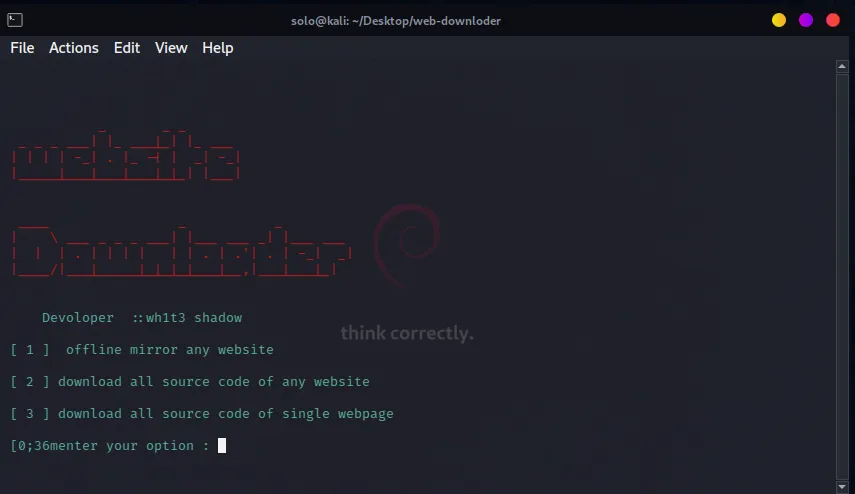 solo@kali: ~/Desktop/web-downloder
File Actions Edit View Help
website
Downloader
Devoloper ::wh1t3 shadow
think correctly.
[ 1 ] offline mirror any website
[ 2 ] download all source code of any website
[ 3 ] download all source code of single webpage
[0;36menter your option :